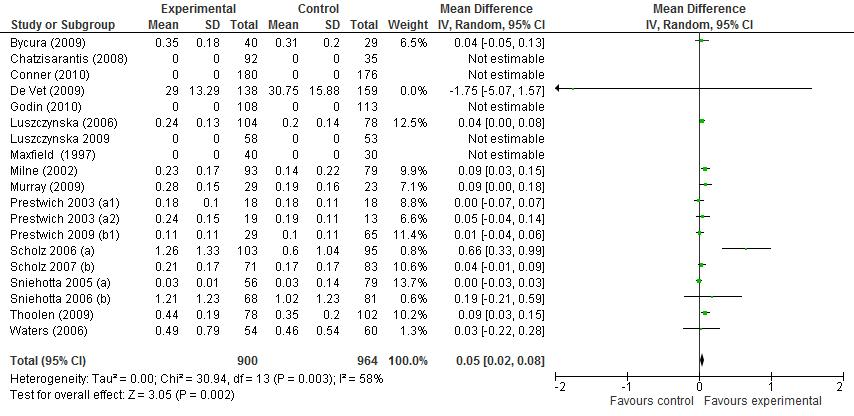 Experimental Control Mean Difference Mean Difference
Study or Subgroup Mean SD Total Mean SD Total Weight IV, Random, 95% CI IV, Random, 95% CI
Bycura (2009) 0.35 0.18 40 0.31 0.2 29 6.5% 0.04 [-0.05, 0.13]
Chatzisarantis (2008) 0 0 92 0 0 35 Not estimable
Conner (2010) 0 0 180 0 0 176 Not estimable
De Vet (2009) 29 13.29 138 30.75 15.88 159 0.0% -1.75 [-5.07, 1.57]
Godin (2010) 0 0 108 0 0 113 Not estimable
Luszczynska (2006) 0.24 0.13 104 0.2 0.14 78 12.5% 0.04 [0.00, 0.08]
Luszczynska 2009 0 0 58 0 0 53 Not estimable
Maxfield (1997) 0 0 40 0 0 30 Not estimable
Milne (2002) 0.23 0.17 93 0.14 0.22 79 9.9% 0.09 [0.03, 0.15]
Murray (2009) 0.28 0.15 29 0.19 0.16 23 7.1% 0.09 [0.00, 0.18]
Prestwich 2003 (a1) 0.18 0.1 18 0.18 0.11 18 8.8% 0.00 [-0.07, 0.07]
Prestwich 2003 (a2) 0.24 0.15 19 0.19 0.11 13 6.6% 0.05 [-0.04, 0.14]
Prestwich 2009 (b1) 0.11 0.11 29 0.1 0.11 65 11.4% 0.01 [-0.04, 0.06]
Scholz 2006 (a) 1.26 1.33 103 0.6 1.04 95 0.8% 0.66 [0.33, 0.99]
Scholz 2007 (b) 0.21 0.17 71 0.17 0.17 83 10.6% 0.04 [-0.01, 0.09]
Sniehotta 2005 (a) 0.03 0.01 56 0.03 0.14 79 13.7% 0.00 [-0.03, 0.03]
Sniehotta 2006 (b) 1.21 1.23 68 1.02 1.23 81 0.5% 0.19 [-0.21, 0.59]
Thoolen (2009) 0.44 0.19 78 0.35 0.2 102 10.2% 0.09 [0.03, 0.15]
Waters (2006) 0.49 0.79 54 0.46 0.54 60 1.3% 0.03 [-0.22, 0.28]
Total (95% CI) 900 964 100.0% 0.05 [0.02, 0.08]
Heterogeneity: Tau² = 0.00; Chi² = 30.94, df = 13 (P = 0.003); I² = 58%
Test for overall effect: Z = 3.05 (P = 0.002)
-2 -1 0 1 2
Favours control Favours experimental